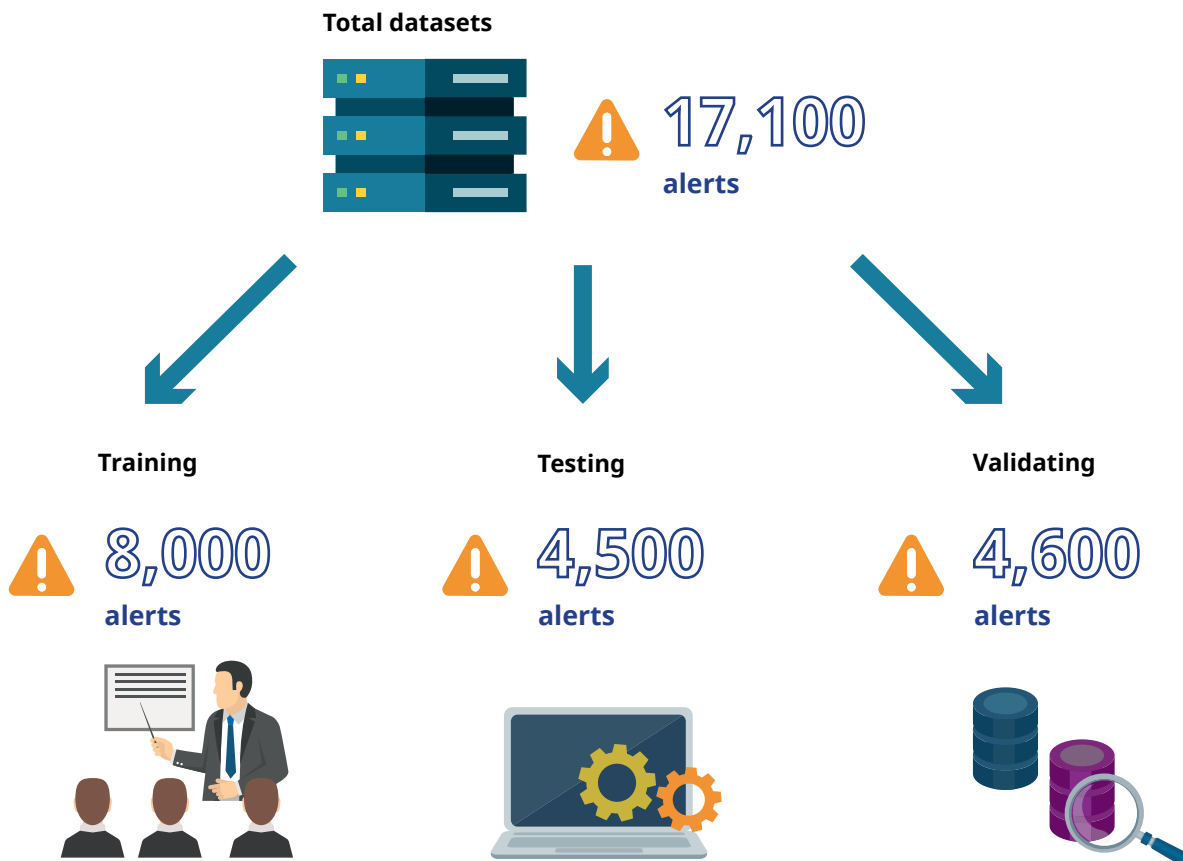 Total datasets
17,100
alerts
Training
8,000
alerts
Testing
4,500
alerts
Validating
4,600
alerts